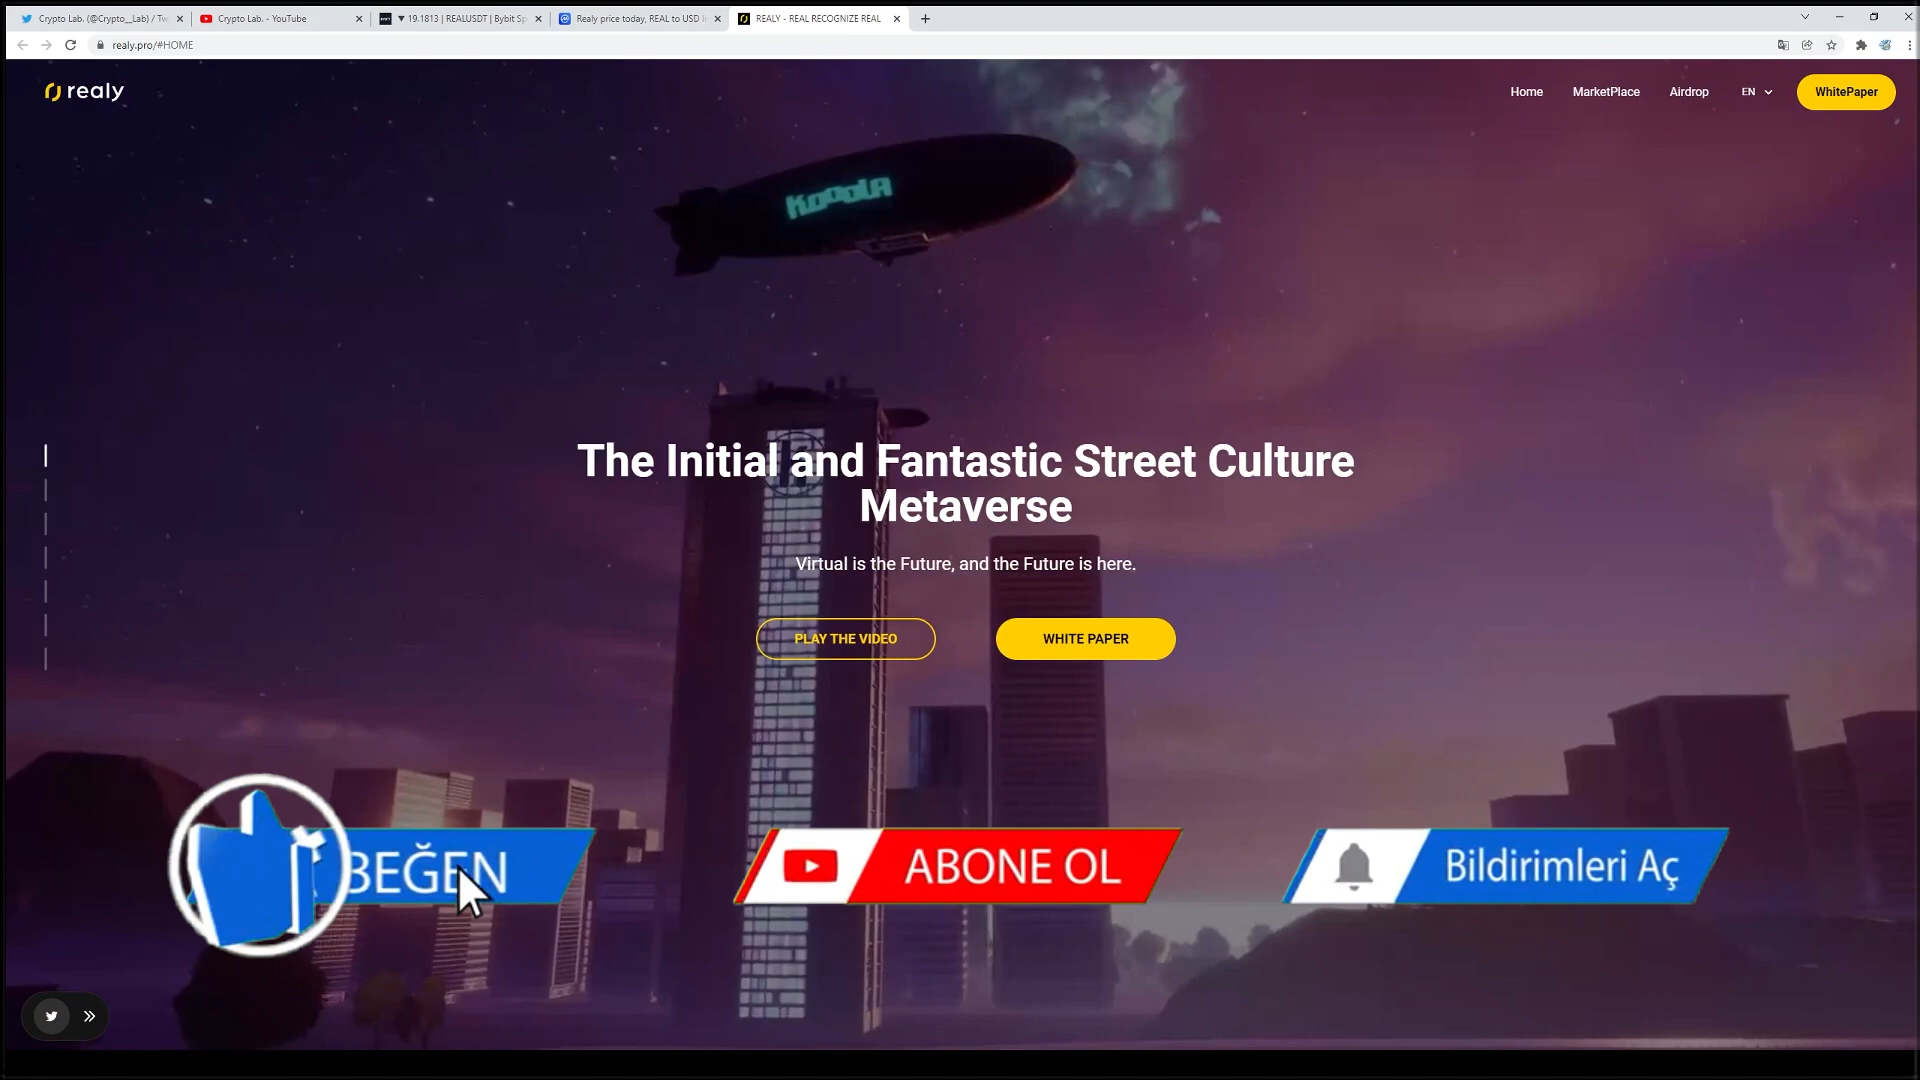 Crypto Lab. (@Crypto__Lab) / Tw
Crypto Lab. - YouTube
▼ 19.1813 | REALUSDT | Bybit Sp
Realy price today, REAL to USD li
REALY - REAL RECOGNIZE REAL
realy.pro/#HOME
realy
Home
MarketPlace
Airdrop
EN
WhitePaper
KoooLA
The Initial and Fantastic Street Culture
Metaverse
Virtual is the Future, and the Future is here.
PLAY THE VIDEO
WHITE PAPER
BEĞEN
ABONE OL
Bildirimleri Aç